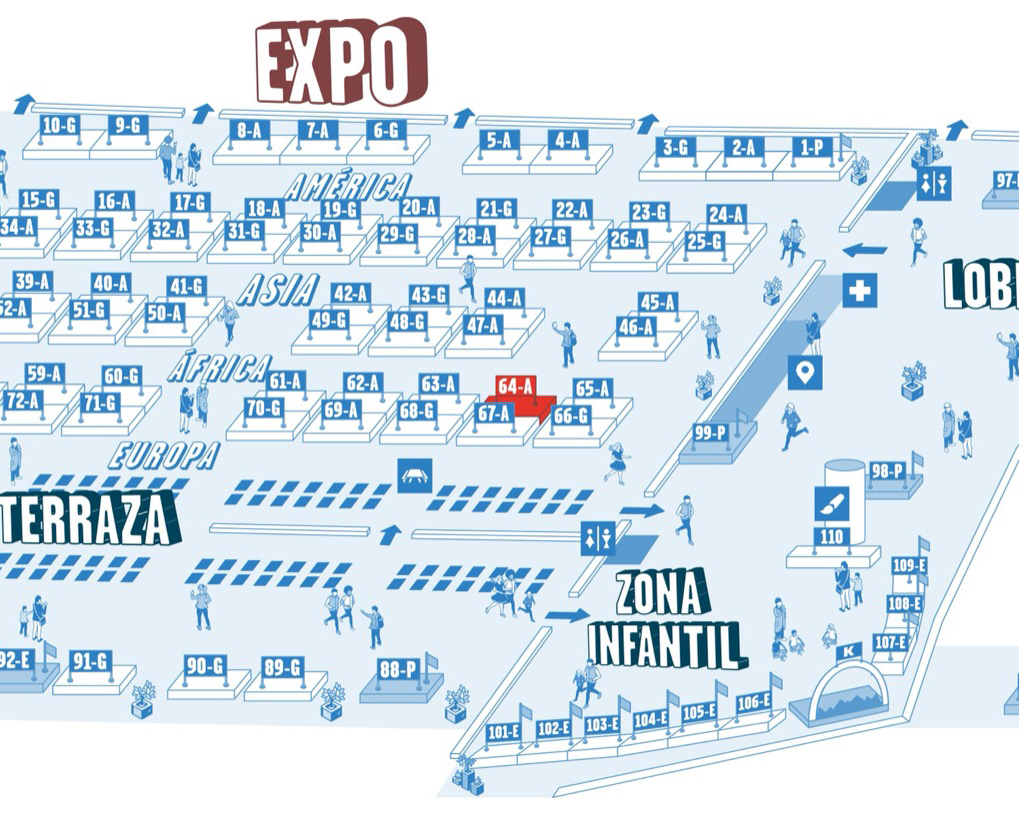 EXPO
10-G 9-G 8-A 7-A 6-G 5-A 4-A 3-G 2-A 1-P
AMÉRICA
15-G 16-A 17-G 18-A 19-G 20-A 21-G 22-A 23-G 24-A
34-A 33-G 32-A 31-G 30-A 29-G 28-A 27-G 26-A 25-G
ASIA
39-A 40-A 41-G 42-A 43-G 44-A 45-A
51-G 50-A 49-G 48-G 47-A 46-A
ÁFRICA
59-A 60-G 61-A 62-A 63-A 64-A 65-A
72-A 71-G 70-G 69-A 68-G 67-A 66-G
EUROPA
99-P
98-P
TERRAZA
110
109-E
108-E
107-E
ZONA
INFANTIL
K
92-E 91-G 90-G 89-G 88-P
101-E 102-E 103-E 104-E 105-E 106-E